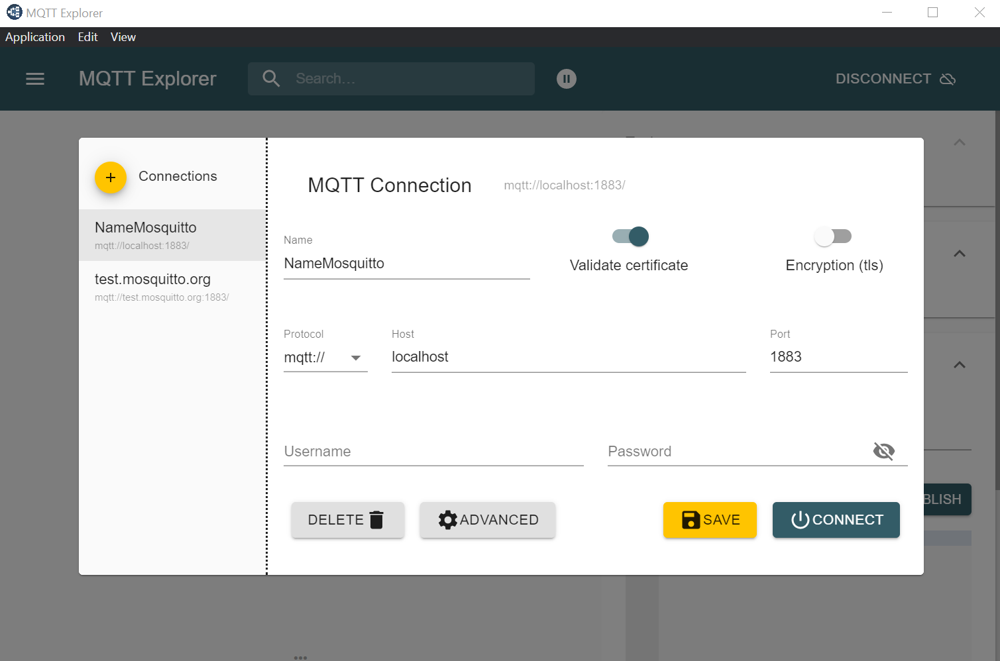 MQTT Explorer
Application Edit View
MQTT Explorer Search... DISCONNECT
Connections
NameMosquitto
mqtt://localhost:1883/
test.mosquitto.org
mqtt://test.mosquitto.org:1883/
MQTT Connection mqtt://localhost:1883/
Name
NameMosquitto
Validate certificate
Encryption (tls)
Protocol
mqtt://
Host
localhost
Port
1883
Username
Password
DELETE ADVANCED SAVE CONNECT
BLISH